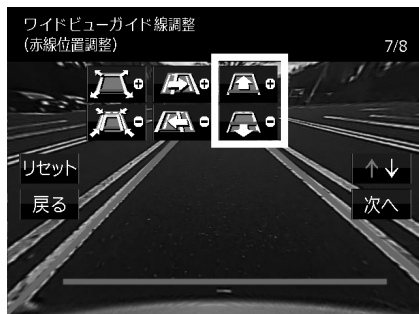 ワイドビューガイド線調整
(赤線位置調整)
7/8
リセット
↑↓
戻る
次へ